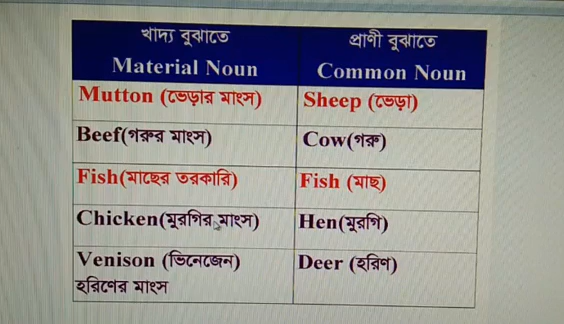 খাদ্য বুঝাতে
Material Noun
প্রাণী বুঝাতে
Common Noun
Mutton (ভেড়ার মাংস)
Sheep (ভেড়া)
Beef(গরুর মাংস)
Cow(গরু)
Fish(মাছের তরকারি)
Fish (মাছ)
Chicken(মুরগির মাংস)
Hen(মুরগি)
Venison (ভিনেজেন)
হরিণের মাংস
Deer (হরিণ)